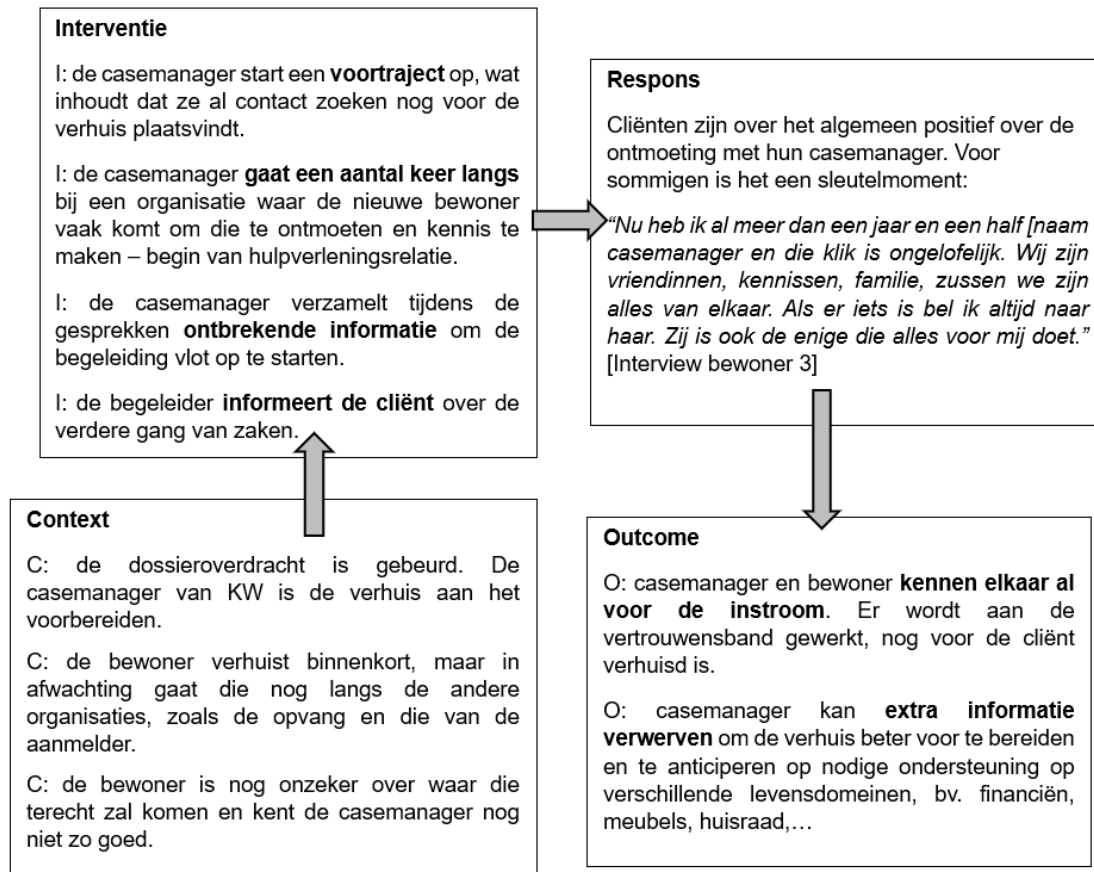 Interventie
I: de casemanager start een voortraject op, wat
inhoudt dat ze al contact zoeken nog voor de
verhuis plaatsvindt.
I: de casemanager gaat een aantal keer langs
bij een organisatie waar de nieuwe bewoner
vaak komt om die te ontmoeten en kennis te
maken – begin van hulpverleningsrelatie.
I: de casemanager verzamelt tijdens de
gesprekken ontbrekende informatie om de
begeleiding vlot op te starten.
I: de begeleider informeert de cliënt over de
verdere gang van zaken.
Respons
Cliënten zijn over het algemeen positief over de
ontmoeting met hun casemanager. Voor
sommigen is het een sleutelmoment:
“Nu heb ik al meer dan een jaar en een half [naam
casemanager en die klik is ongelofelijk. Wij zijn
vriendinnen, kennissen, familie, zussen we zijn
alles van elkaar. Als er iets is bel ik altijd naar
haar. Zij is ook de enige die alles voor mij doet.”
[Interview bewoner 3]
Context
C: de dossieroverdracht is gebeurd. De
casemanager van KW is de verhuis aan het
voorbereiden.
C: de bewoner verhuist binnenkort, maar in
afwachting gaat die nog langs de andere
organisaties, zoals de opvang en die van de
aanmelder.
C: de bewoner is nog onzeker over waar die
terecht zal komen en kent de casemanager nog
niet zo goed.
Outcome
O: casemanager en bewoner kennen elkaar al
voor de instroom. Er wordt aan de
vertrouwensband gewerkt, nog voor de cliënt
verhuisd is.
O: casemanager kan extra informatie
verwerven om de verhuis beter voor te bereiden
en te anticiperen op nodige ondersteuning op
verschillende levensdomeinen, bv. financiën,
meubels, huisraad,…